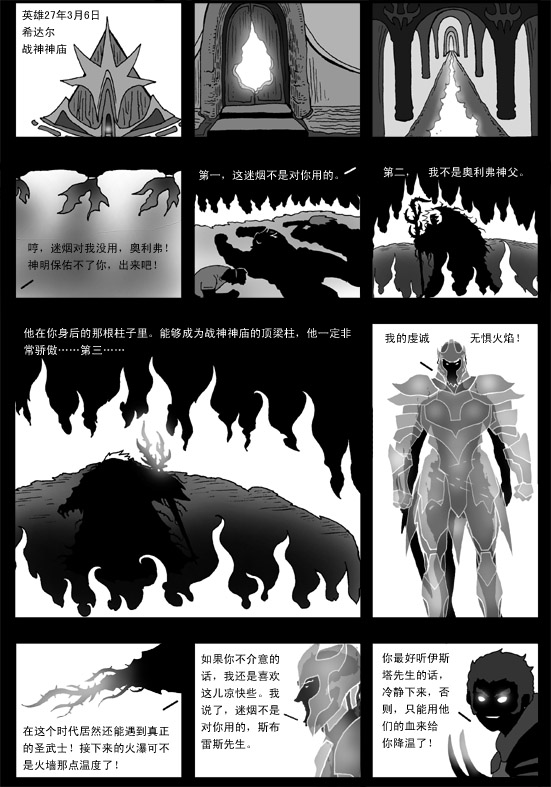 英雄27年3月6日
希达尔
战神神庙
哼，迷烟对我没用，奥利弗！
神明保佑不了你，出来吧！
第一，这迷烟不是对你用的。
第二， 我不是奥利弗神父。
他在你身后的那根柱子里。能够成为战神神庙的顶梁柱，他一定非
常骄傲……第三……
我的虔诚 无惧火焰！
在这个时代居然还能遇到真正
的圣武士！接下来的火瀑可不
是火墙那点温度了！
如果你不介意的
话，我还是喜欢
这儿凉快些。我
说了，迷烟不是
对你用的，斯布
雷斯先生。
你最好听伊斯
塔先生的话，
冷静下来，否
则，只能用他
们的血来给
你降温了！